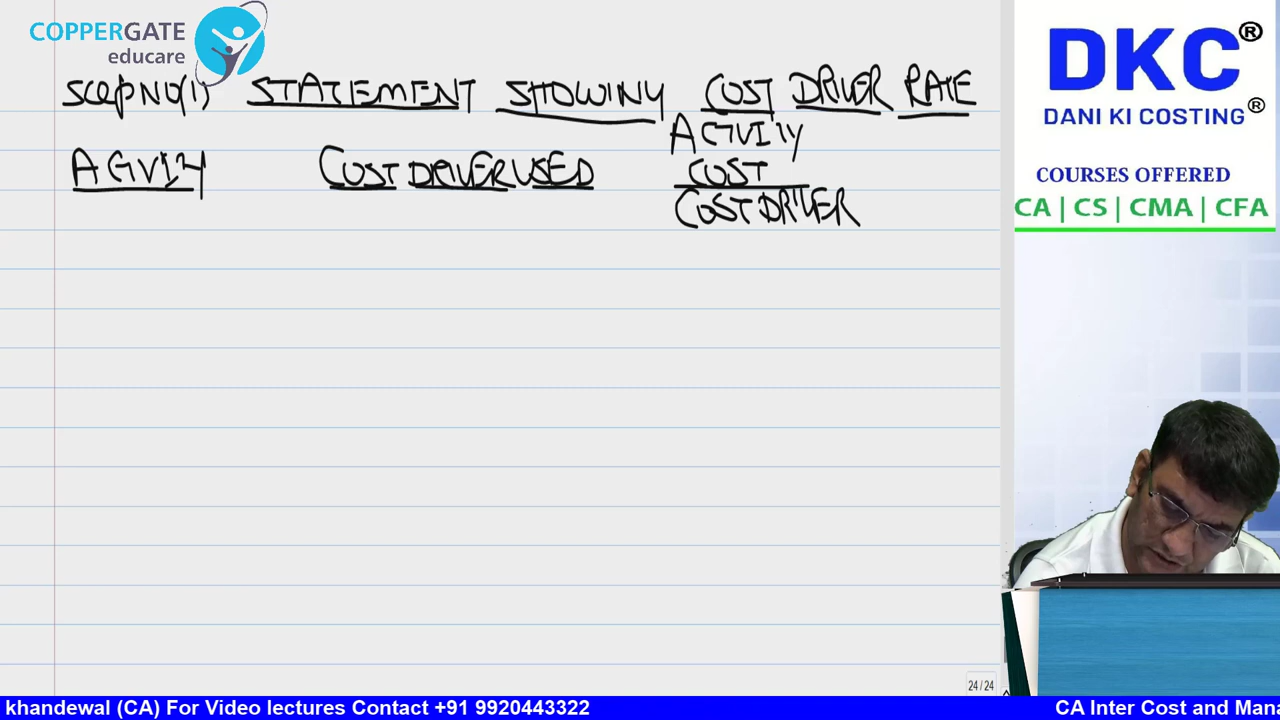 COPPERGATE
educare
Step No(1) STATEMENT SHOWING COST DRIVER RATE
ACTIVITY COST DRIVER USED ACTIVITY
COST
COST DRIVER
24 / 24
DKC®
DANI KI COSTING®
COURSES OFFERED
CA | CS | CMA | CFA
khandewal (CA) For Video lectures Contact +91 9920443322
CA Inter Cost and Mana